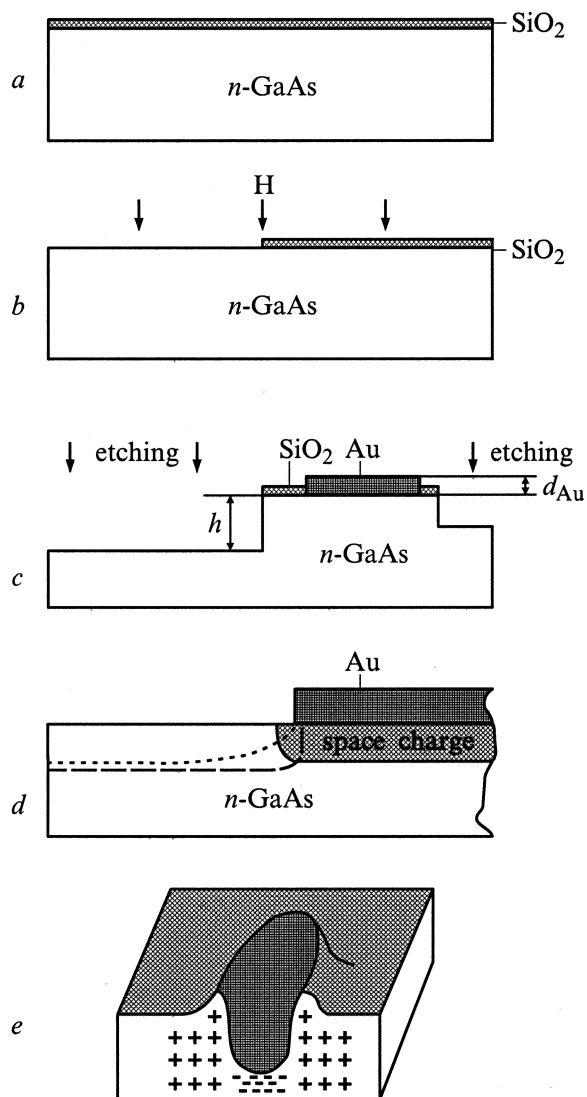 SiO2
a
n-GaAs
H
SiO2
b
n-GaAs
etching SiO2 Au etching
dAu
h
n-GaAs
c
Au
space charge
n-GaAs
d
e
+ +
+ + + + + +
+ + + + + +
+ + + + + +